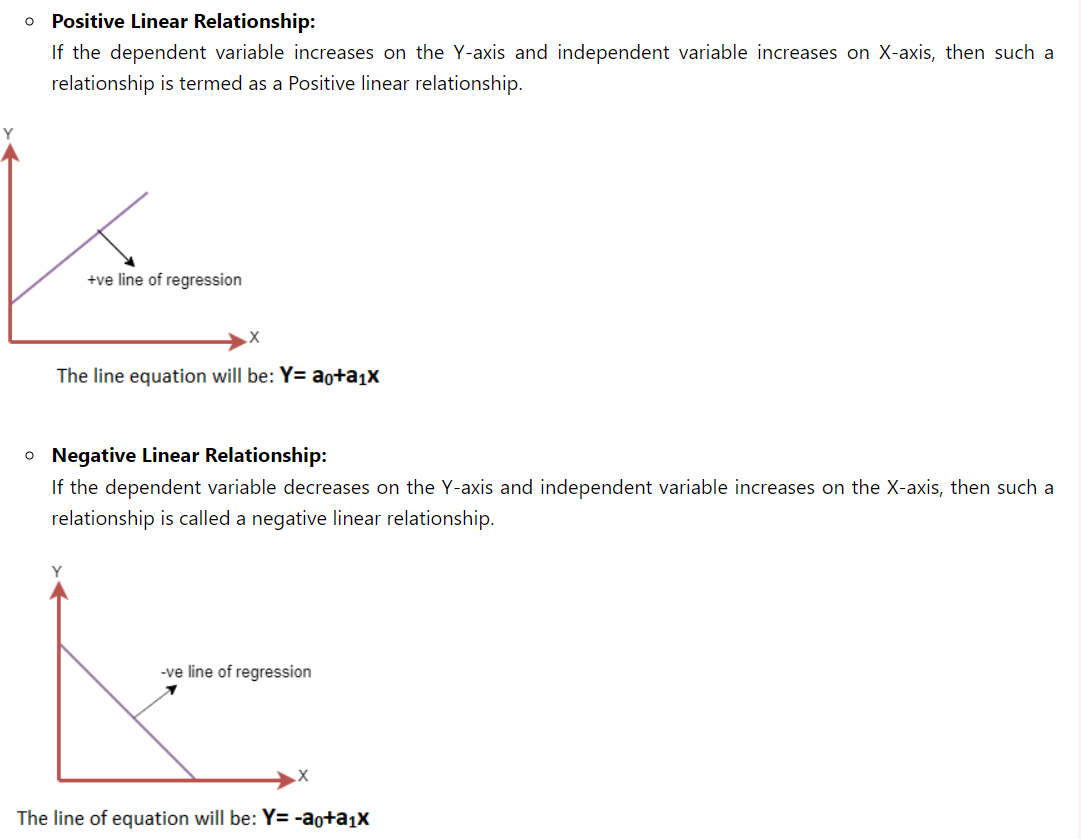 Positive Linear Relationship:
If the dependent variable increases on the Y-axis and independent variable increases on X-axis, then such a
relationship is termed as a Positive linear relationship.
Y
+ve line of regression
X
The line equation will be: Y= a₀+a₁x
Negative Linear Relationship:
If the dependent variable decreases on the Y-axis and independent variable increases on the X-axis, then such a
relationship is called a negative linear relationship.
Y
-ve line of regression
X
The line of equation will be: Y= -a₀+a₁x